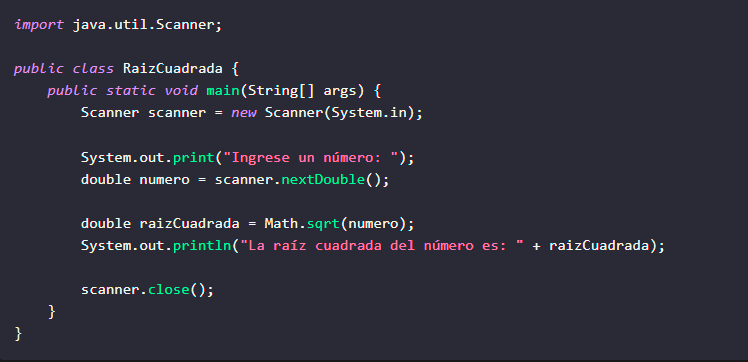 import java.util.Scanner;
public class RaizCuadrada {
public static void main(String[] args) {
Scanner scanner = new Scanner(System.in);
System.out.print("Ingrese un número: ");
double numero = scanner.nextDouble();
double raizCuadrada = Math.sqrt(numero);
System.out.println("La raíz cuadrada del número es: " + raizCuadrada);
scanner.close();
}
}